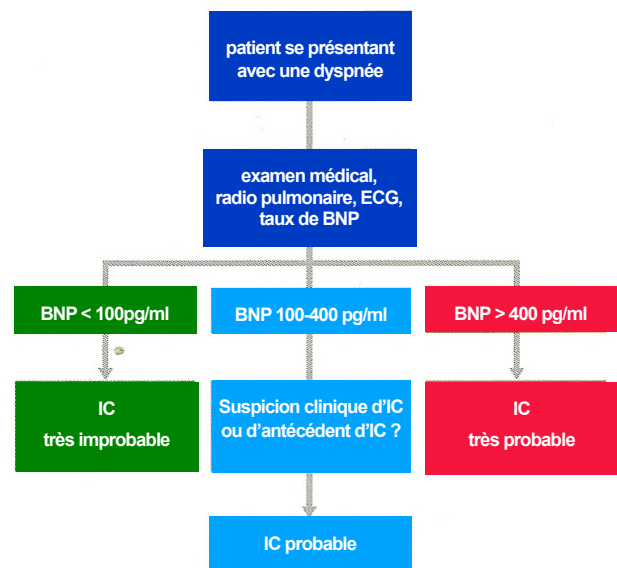 patient se présentant
avec une dyspnée
examen médical,
radio pulmonaire, ECG,
taux de BNP
BNP < 100pg/ml
BNP 100-400 pg/ml
BNP > 400 pg/ml
IC
très improbable
Suspicion clinique d’IC
ou d’antécédent d’IC ?
IC
très probable
IC probable